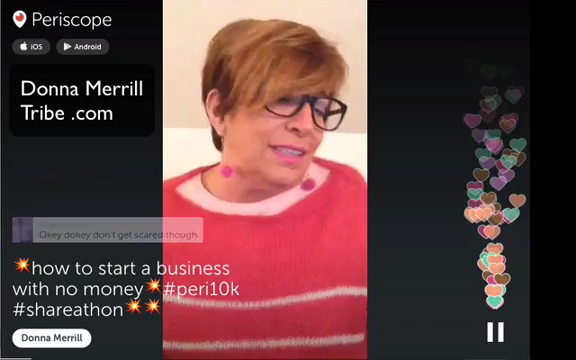 Periscope
iOS
Android
Donna Merrill
Tribe .com
Okey dokey don't get scared though
💥how to start a business
with no money💥#peri10k
#shareathon💥💥
Donna Merrill